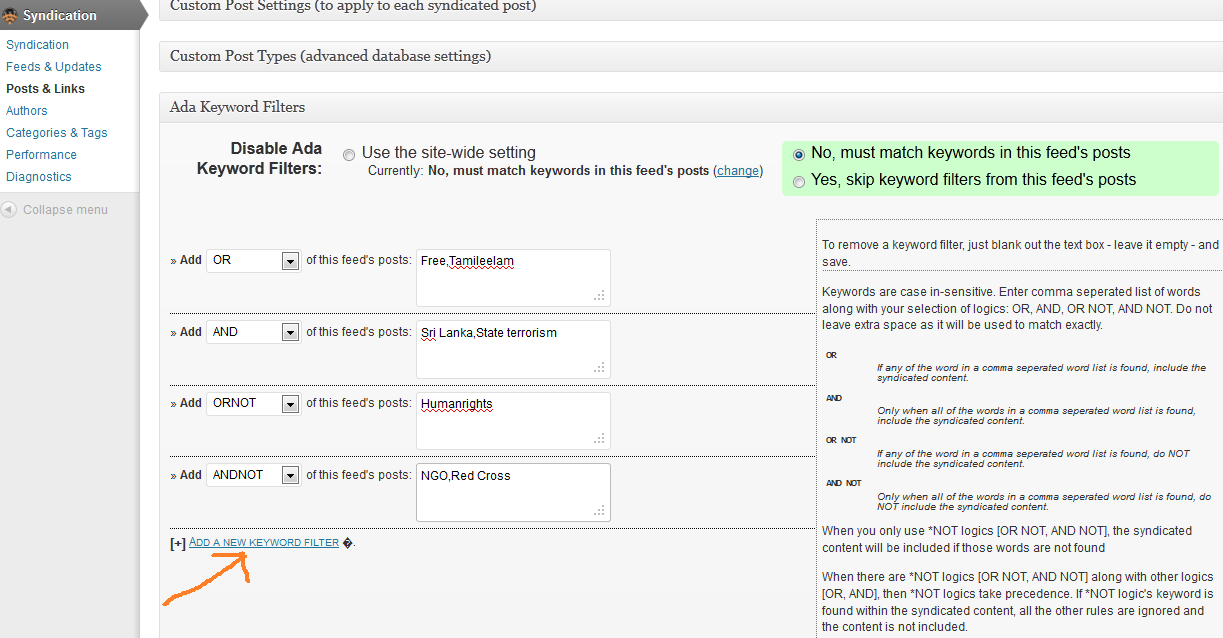 Custom Post Settings (to apply to each syndicated post)
Syndication
Syndication
Feeds & Updates
Posts & Links
Authors
Categories & Tags
Performance
Diagnostics
Collapse menu
Custom Post Types (advanced database settings)
Ada Keyword Filters
Disable Ada
Keyword Filters:
Use the site-wide setting
Currently: No, must match keywords in this feed's posts (change)
No, must match keywords in this feed's posts
Yes, skip keyword filters from this feed's posts
» Add OR of this feed's posts: Free,Tamileelam
» Add AND of this feed's posts: Sri Lanka,State terrorism
» Add ORNOT of this feed's posts: Humanrights
» Add ANDNOT of this feed's posts: NGO,Red Cross
[+] ADD A NEW KEYWORD FILTER �.
To remove a keyword filter, just blank out the text box - leave it empty - and
save.
Keywords are case in-sensitive. Enter comma seperated list of words
along with your selection of logics: OR, AND, OR NOT, AND NOT. Do not
leave extra space as it will be used to match exactly.
OR
If any of the word in a comma seperated word list is found, include the
syndicated content.
AND
Only when all of the words in a comma seperated word list is found,
include the syndicated content.
OR NOT
If any of the word in a comma seperated word list is found, do NOT
include the syndicated content.
AND NOT
Only when all of the words in a comma seperated word list is found, do
NOT include the syndicated content.
When you only use *NOT logics [OR NOT, AND NOT], the syndicated
content will be included if those words are not found
When there are *NOT logics [OR NOT, AND NOT] along with other logics
[OR, AND], then *NOT logics take precedence. If *NOT logic's keyword is
found within the syndicated content, all the other rules are ignored and
the content is not included.